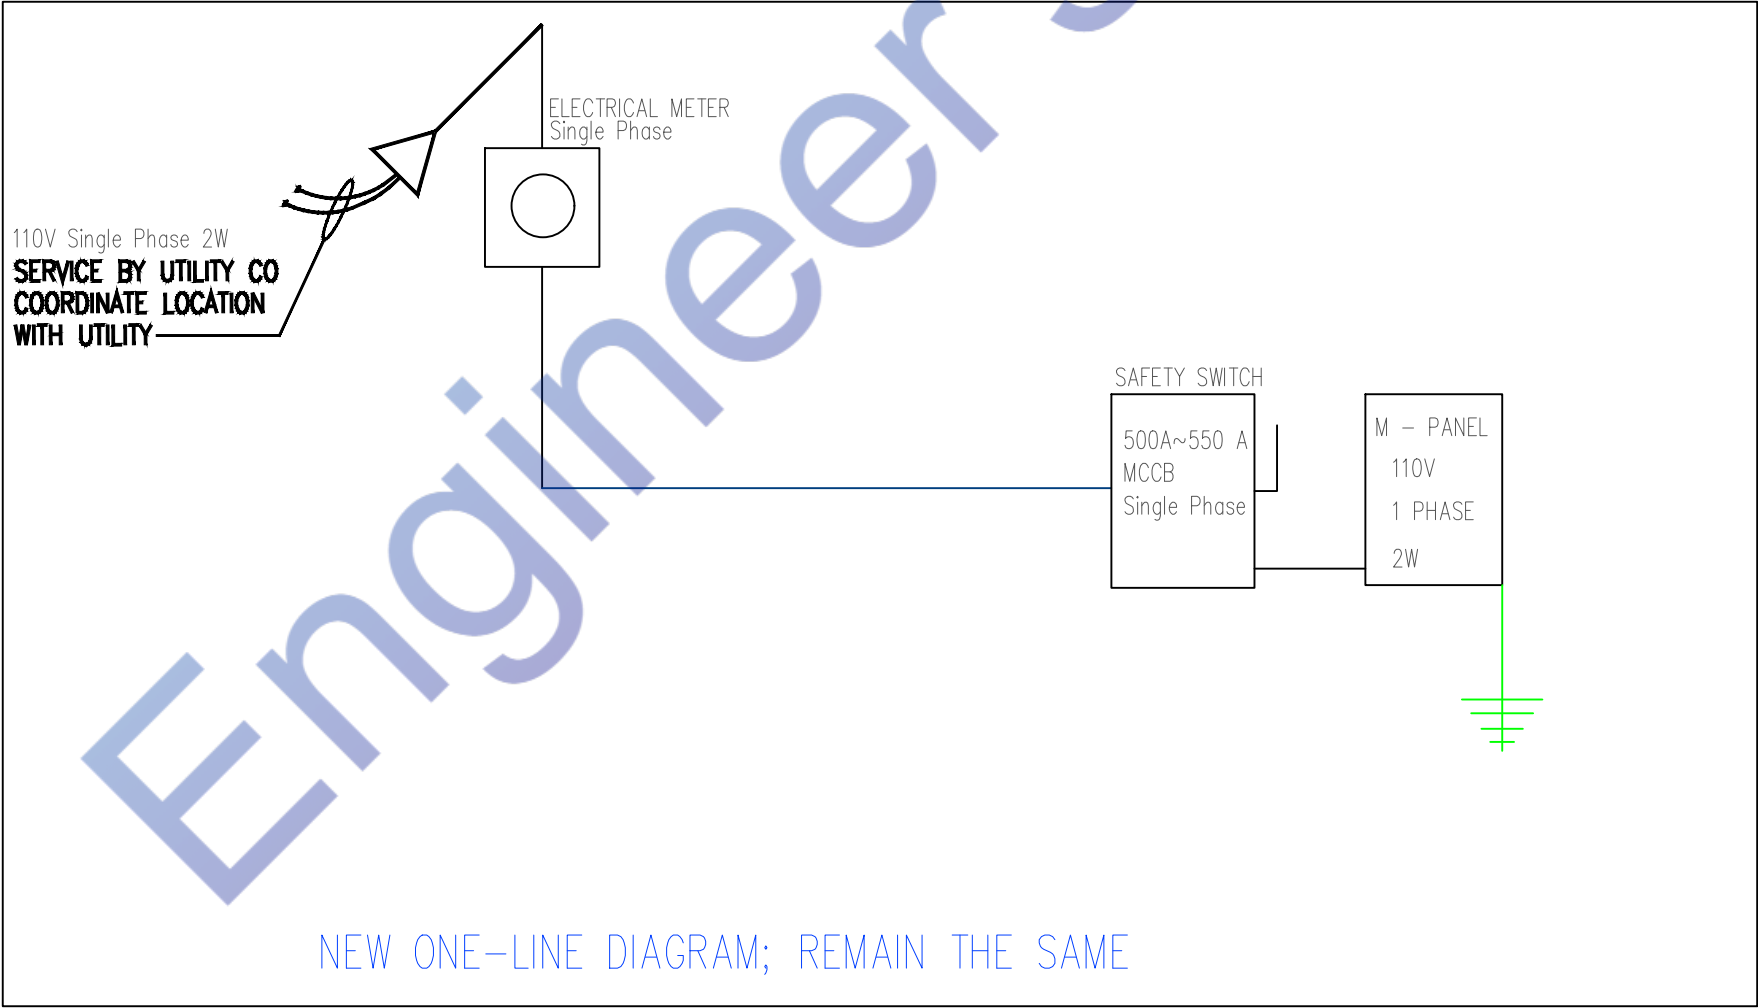 ELECTRICAL METER
Single Phase
110V Single Phase 2W
SERVICE BY UTILITY CO
COORDINATE LOCATION
WITH UTILITY
SAFETY SWITCH
500A~550 A
MCCB
Single Phase
M - PANEL
110V
1 PHASE
2W
Engineer s
NEW ONE-LINE DIAGRAM; REMAIN THE SAME